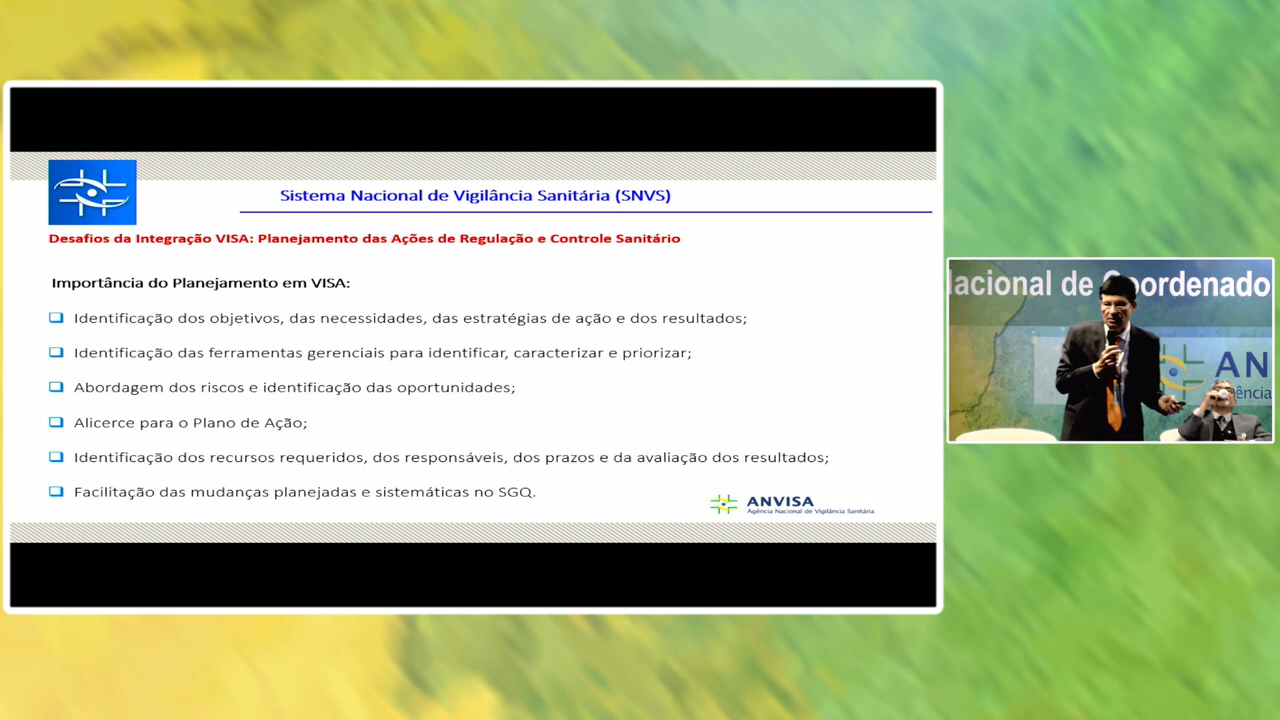 Sistema Nacional de Vigilância Sanitária (SNVS)
Desafios da Integração VISA: Planejamento das Ações de Regulação e Controle Sanitário
Importância do Planejamento em VISA:
Identificação dos objetivos, das necessidades, das estratégias de ação e dos resultados;
Identificação das ferramentas gerenciais para identificar, caracterizar e priorizar;
Abordagem dos riscos e identificação das oportunidades;
Alicerce para o Plano de Ação;
Identificação dos recursos requeridos, dos responsáveis, dos prazos e da avaliação dos resultados;
Facilitação das mudanças planejadas e sistemáticas no SGQ.
ANVISA
Agência Nacional de Vigilância Sanitária
acional de Coordenado
AN
ência